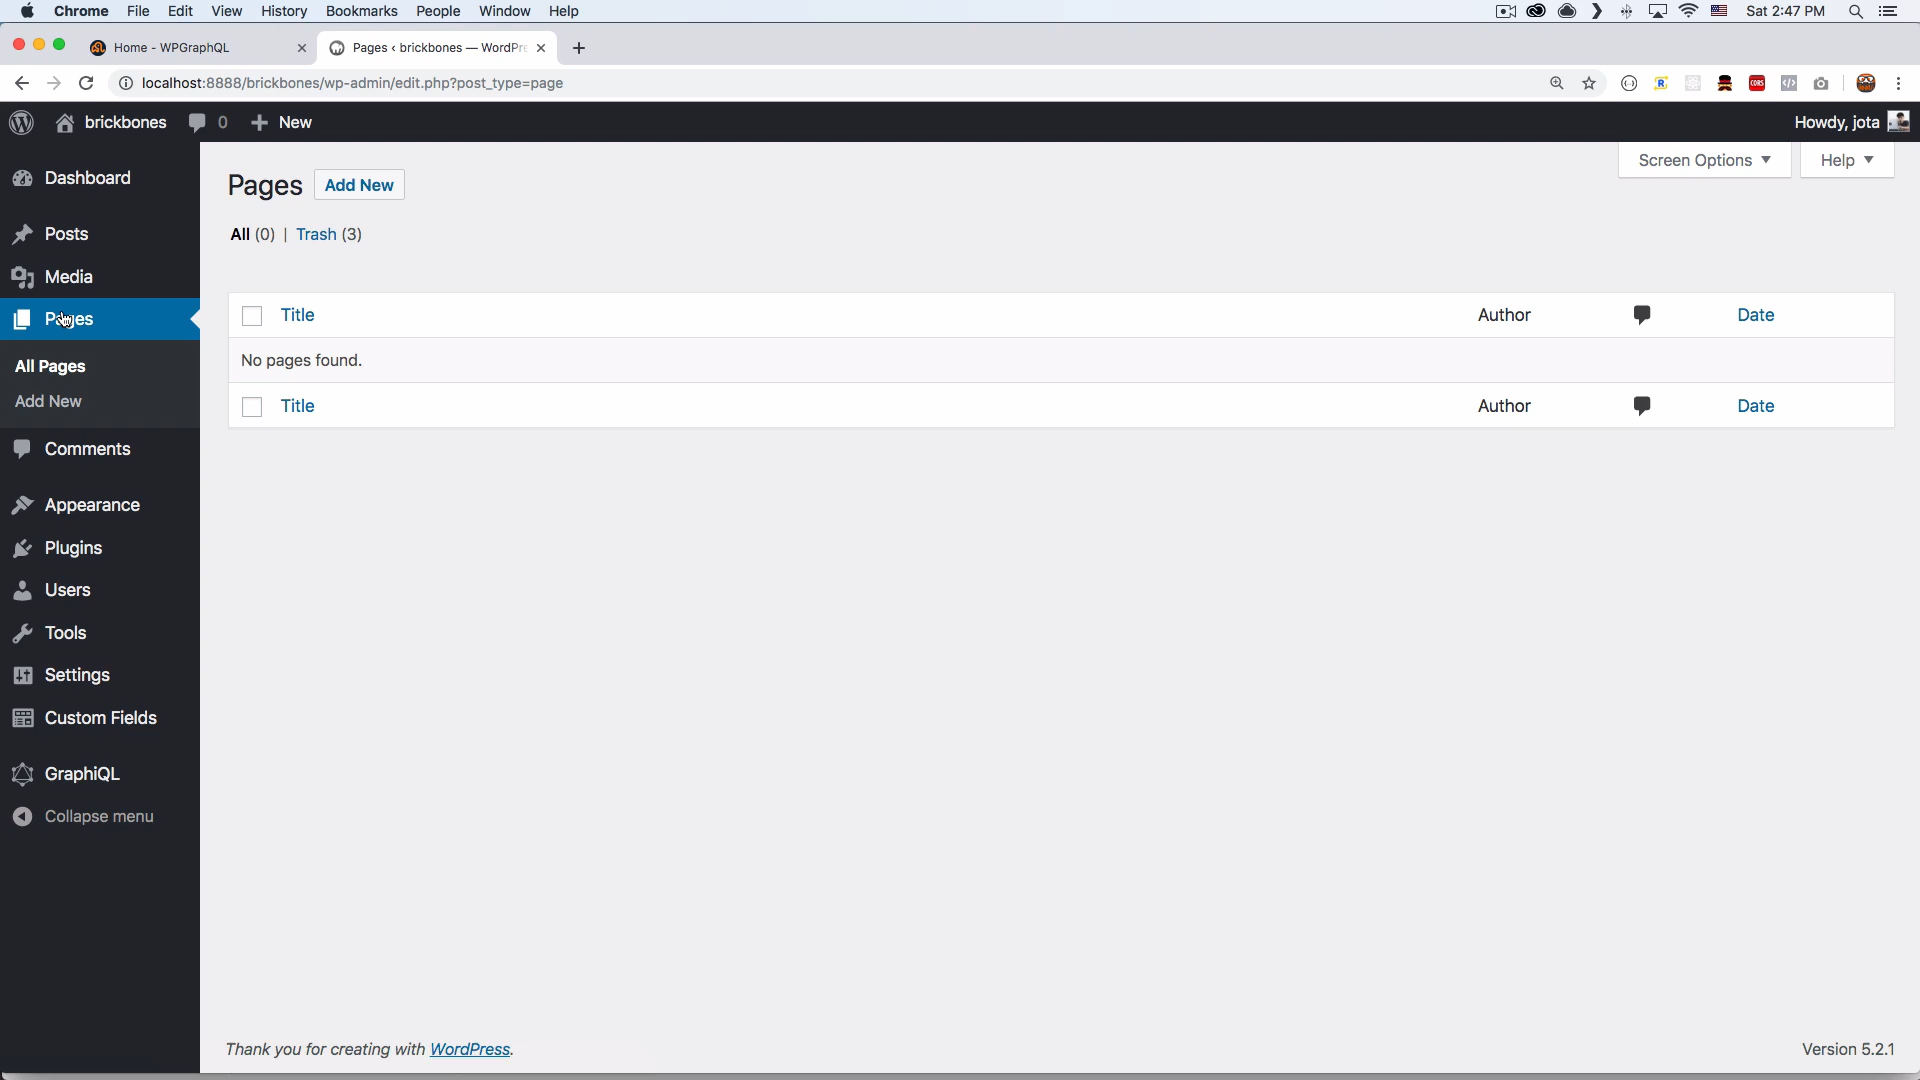 Chrome File Edit View History Bookmarks People Window Help Sat 2:47 PM
Home - WPGraphQL
Pages ‹ brickbones — WordPre
localhost:8888/brickbones/wp-admin/edit.php?post_type=page
R
CORS
brickbones 0 New Howdy, jota
Dashboard
Posts
Media
Pages
All Pages
Add New
Comments
Appearance
Plugins
Users
Tools
Settings
Custom Fields
GraphiQL
Collapse menu
Screen Options Help
Pages Add New
All (0) | Trash (3)
Title Author Date
No pages found.
Title Author Date
Thank you for creating with WordPress. Version 5.2.1